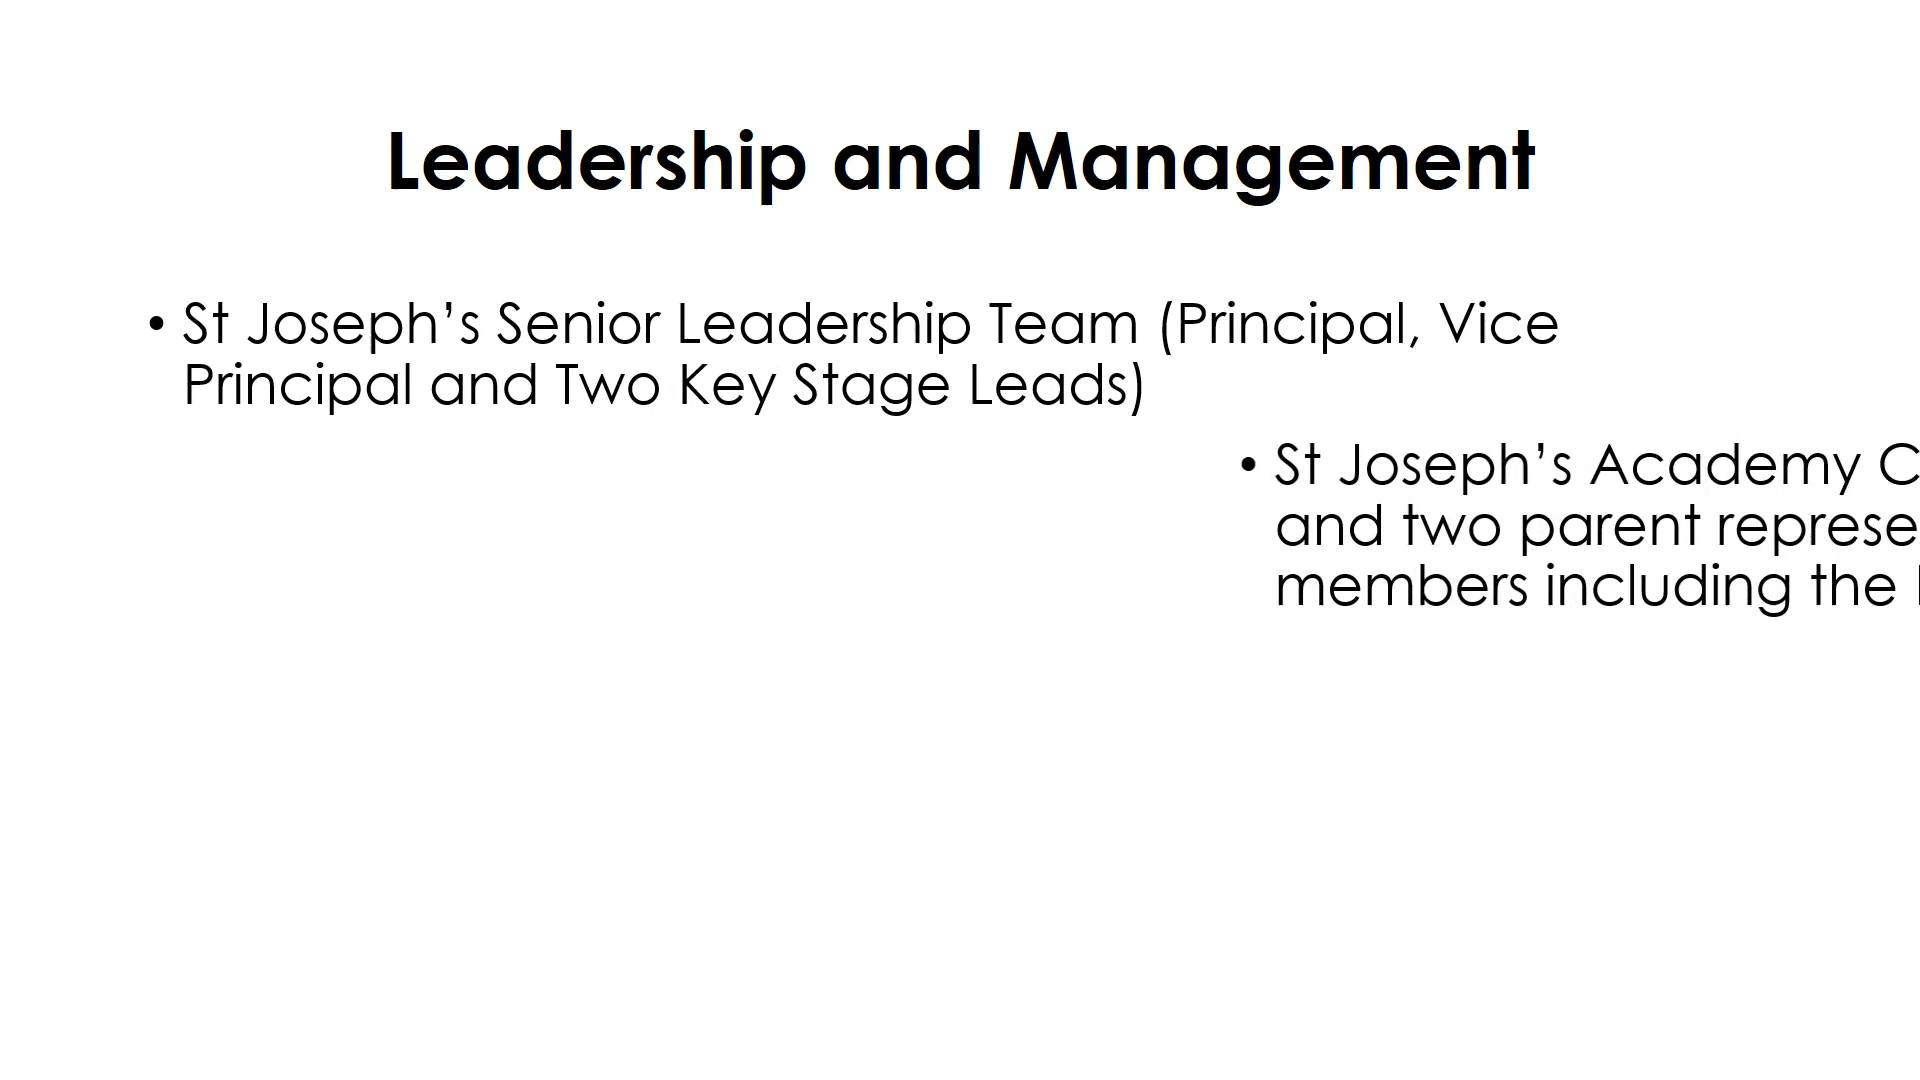 Leadership and Management
• St Joseph’s Senior Leadership Team (Principal, Vice
Principal and Two Key Stage Leads)
• St Joseph’s Academy
and two parent
members including the